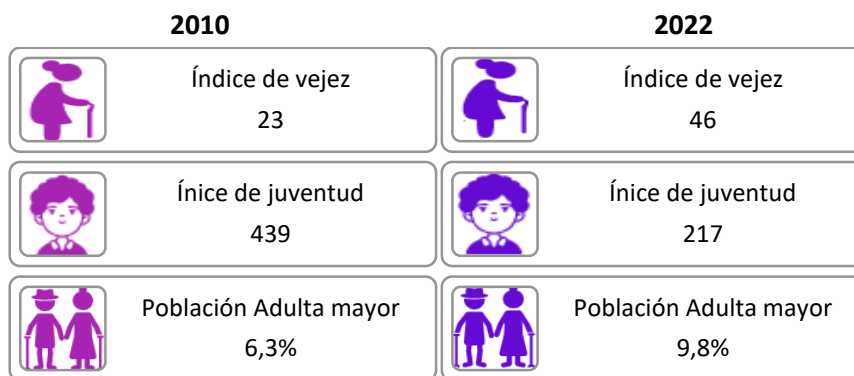 2010
2022
Índice de vejez
23
Índice de vejez
46
Ínice de juventud
439
Ínice de juventud
217
Población Adulta mayor
6,3%
Población Adulta mayor
9,8%